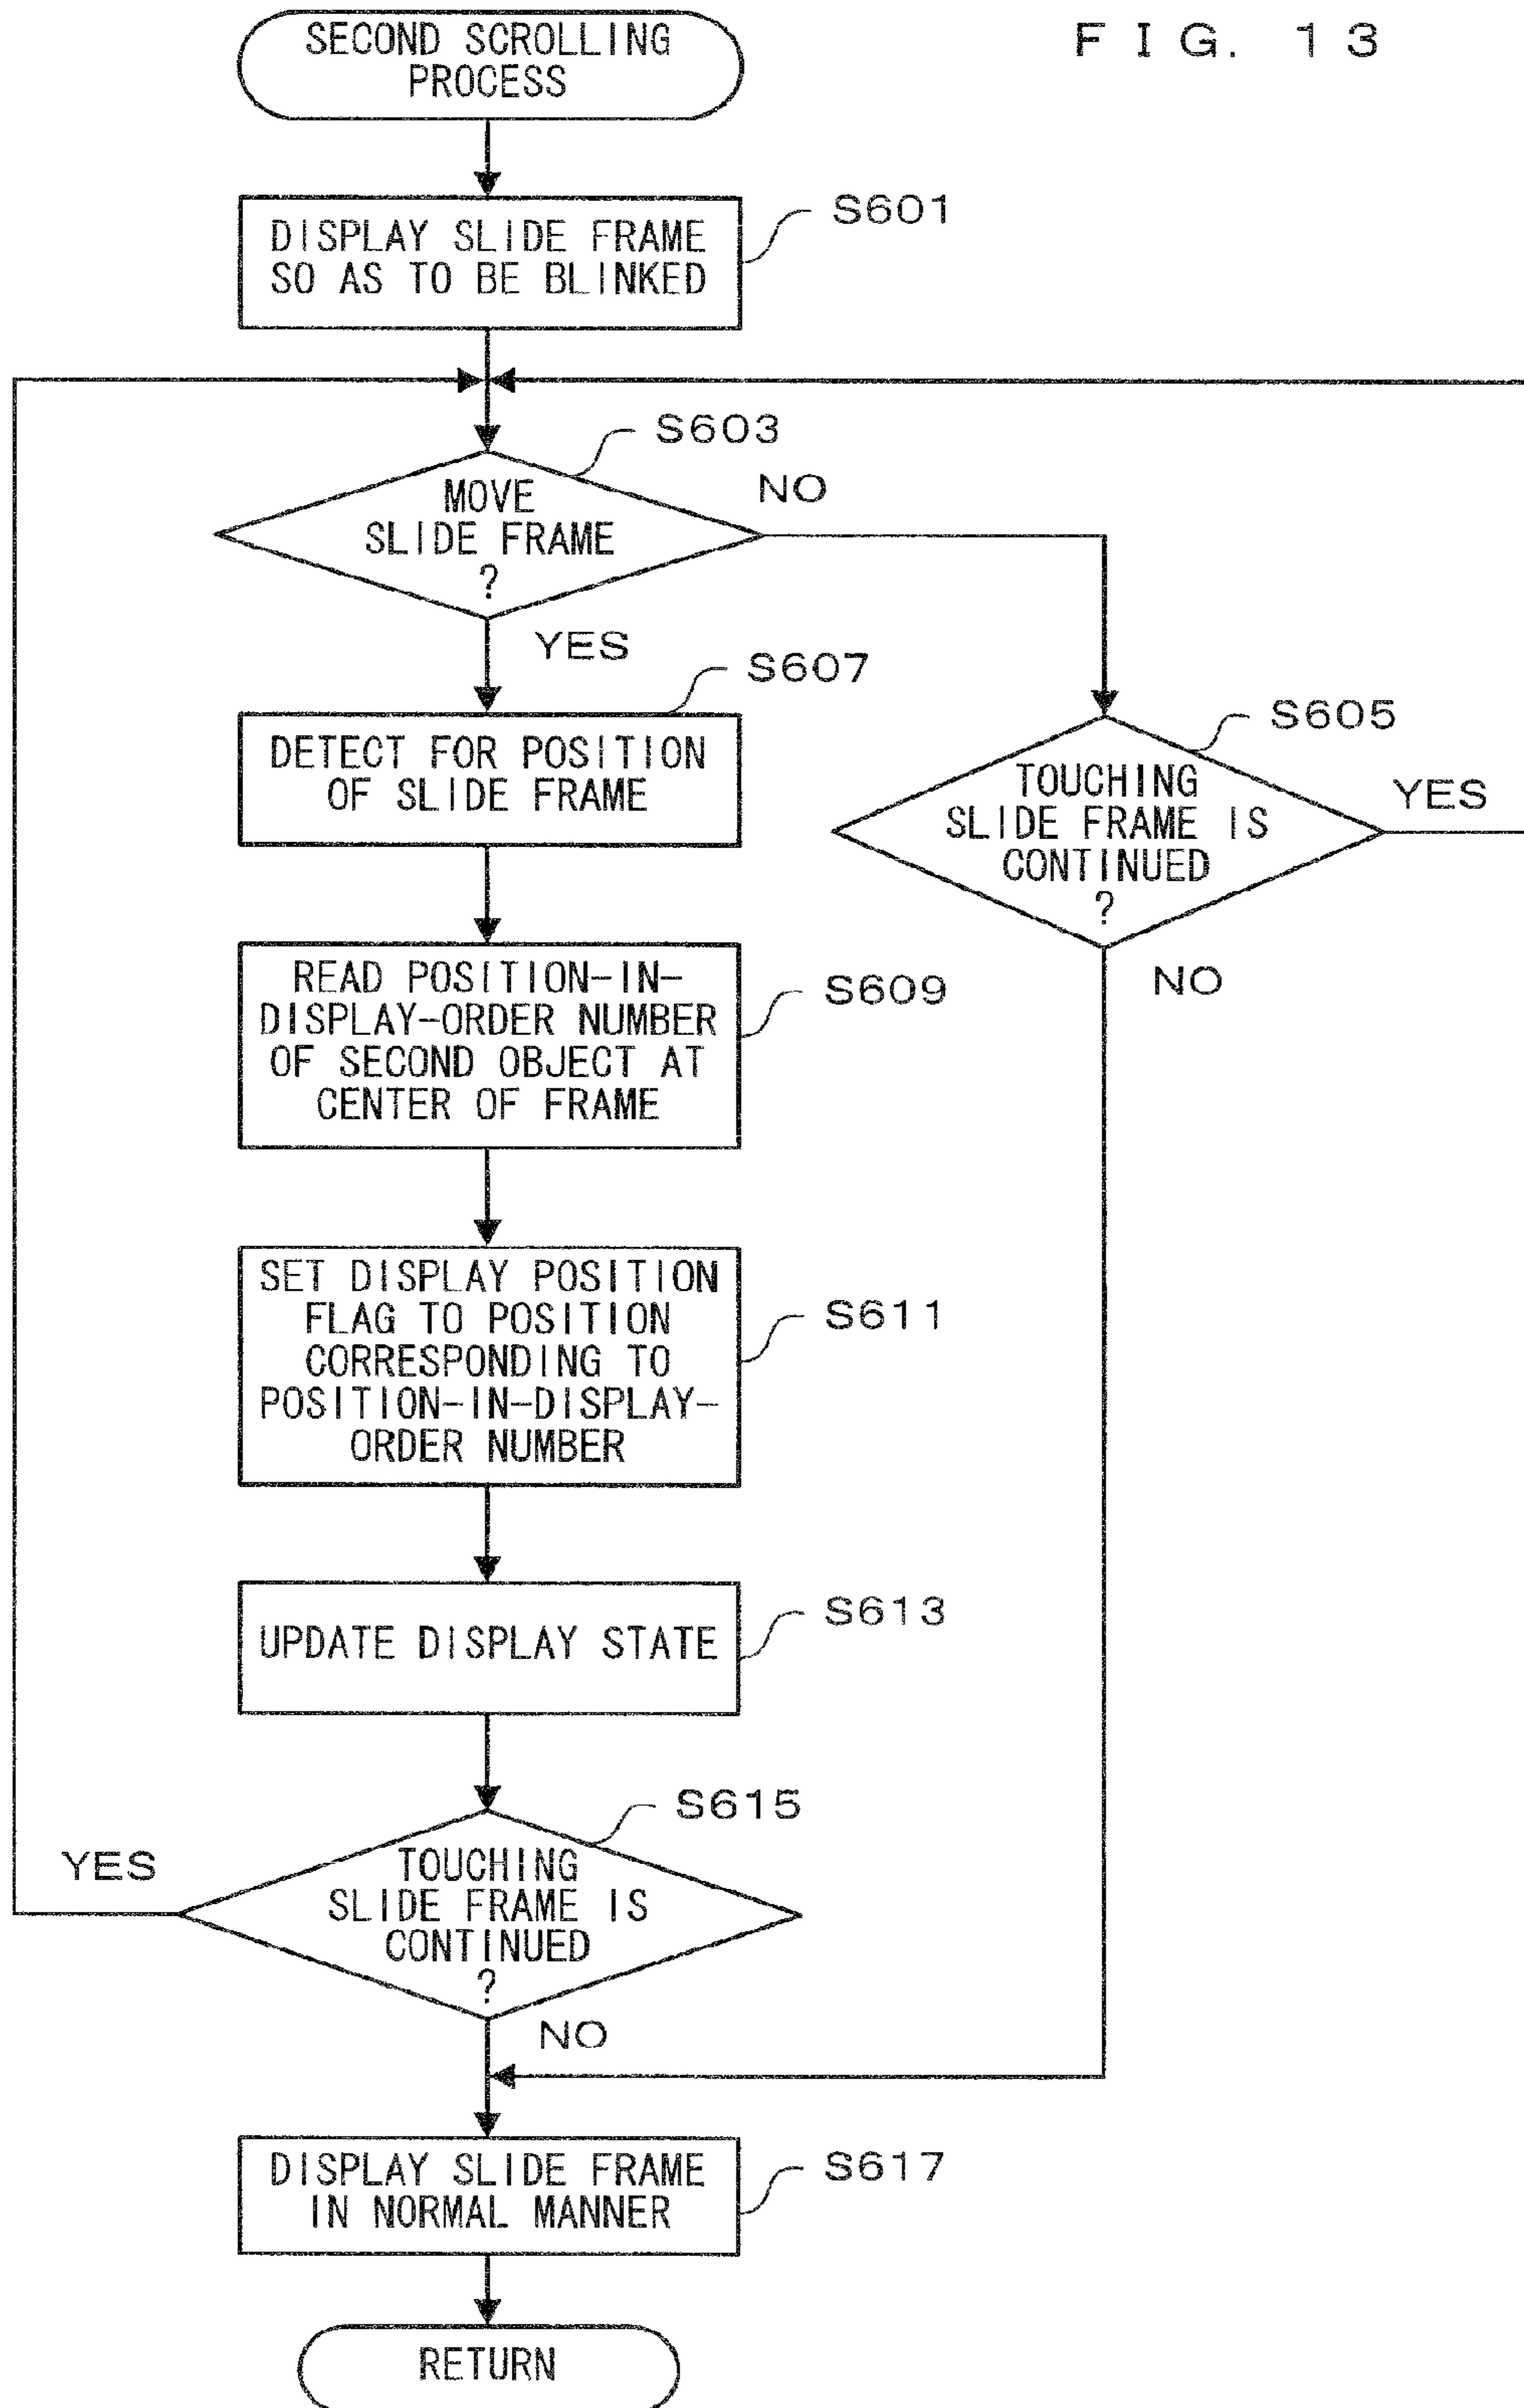 FIG. 13
SECOND SCROLLING
PROCESS
S601
DISPLAY SLIDE FRAME
SO AS TO BE BLINKED
S603
MOVE
SLIDE FRAME
?
NO
YES
S607
DETECT FOR POSITION
OF SLIDE FRAME
S605
TOUCHING
SLIDE FRAME IS
CONTINUED
?
YES
NO
S609
READ POSITION-IN-
DISPLAY-ORDER NUMBER
OF SECOND OBJECT AT
CENTER OF FRAME
S611
SET DISPLAY POSITION
FLAG TO POSITION
CORRESPONDING TO
POSITION-IN-DISPLAY-
ORDER NUMBER
S613
UPDATE DISPLAY STATE
S615
YES
TOUCHING
SLIDE FRAME IS
CONTINUED
?
NO
S617
DISPLAY SLIDE FRAME
IN NORMAL MANNER
RETURN